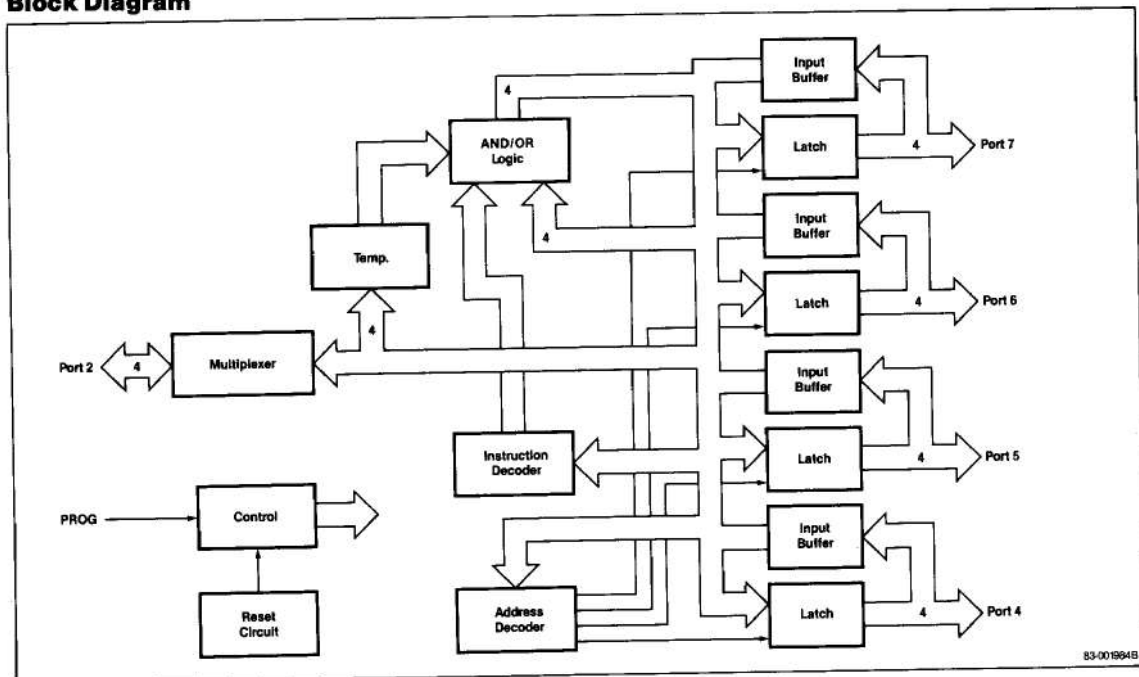 Block Diagram
Input
Buffer
4
AND/OR
Logic
Latch
4
Port 7
Input
Buffer
4
Temp.
Latch
4
Port 6
4
Port 2
4
Multiplexer
Input
Buffer
Instruction
Decoder
Latch
4
Port 5
PROG
Control
Input
Buffer
Reset
Circuit
Address
Decoder
Latch
4
Port 4
83-001984B